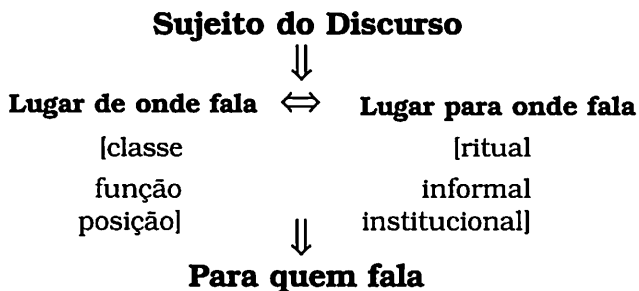 Sujeito do Discurso
⇓
Lugar de onde fala ⇔ Lugar para onde fala
[classe [ritual
função informal
posição] institucional]
⇓
Para quem fala